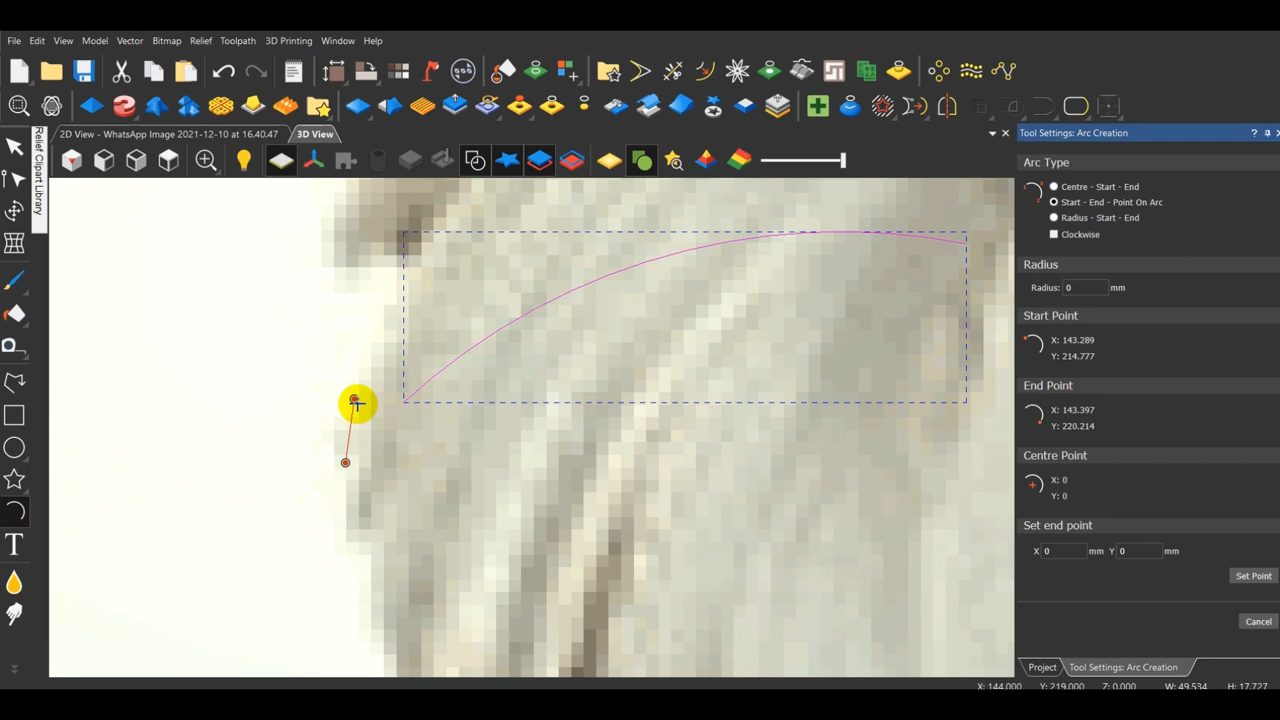 File Edit View Model Vector Bitmap Relief Toolpath 3D Printing Window Help
2D View - WhatsApp Image 2021-12-10 at 16.40.47
3D View
Relief Clipart Library
Tool Settings: Arc Creation
Arc Type
Centre - Start - End
Start - End - Point On Arc
Radius - Start - End
Clockwise
Radius
Radius: 0 mm
Start Point
X: 143.289
Y: 214.777
End Point
X: 143.397
Y: 220.214
Centre Point
X: 0
Y: 0
Set end point
X 0 mm Y 0 mm
Set Point
Cancel
Project
Tool Settings: Arc Creation
X: 144.000 Y: 219.000 Z: 0.000 W: 49.534 H: 17.727